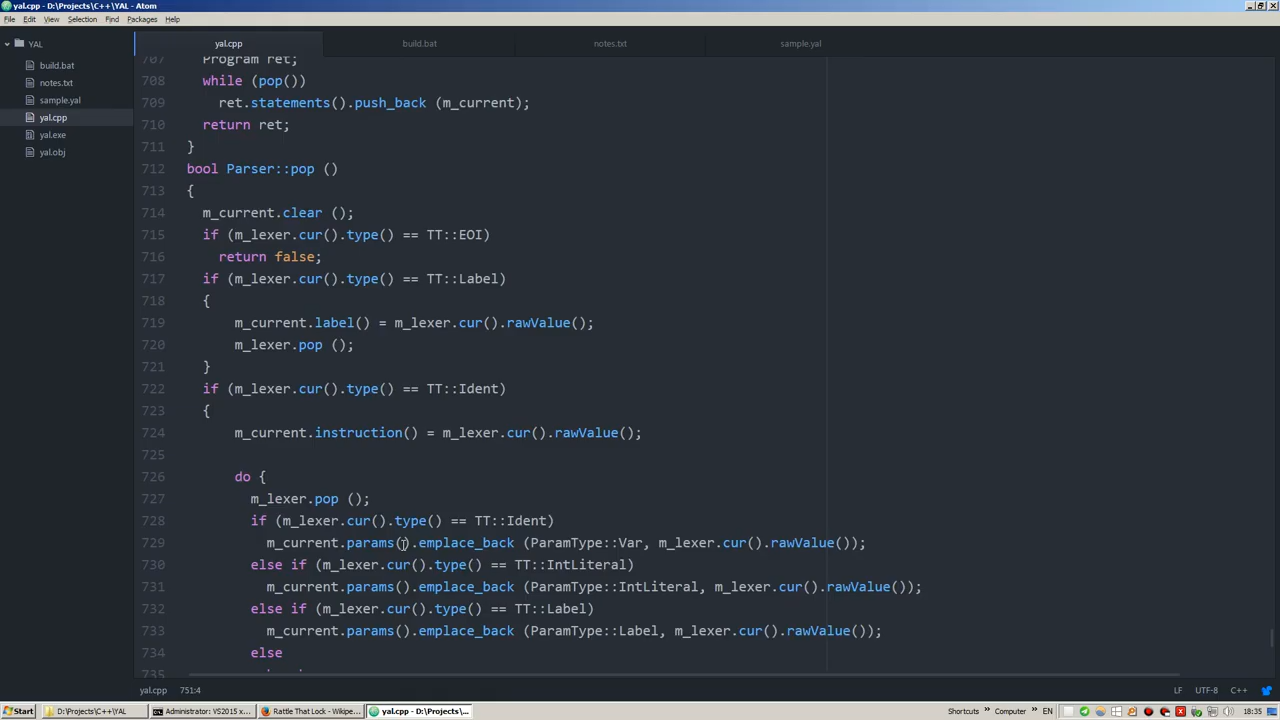 yal.cpp - D:\Projects\C++\YAL - Atom
File Edit View Selection Find Packages Help
YAL
build.bat
notes.txt
sample.yal
yal.cpp
yal.exe
yal.obj
yal.cpp build.bat notes.txt sample.yal
707 Program ret;
708 while (pop())
709 ret.statements().push_back (m_current);
710 return ret;
711 }
712 bool Parser::pop ()
713 {
714 m_current.clear ();
715 if (m_lexer.cur().type() == TT::EOI)
716 return false;
717 if (m_lexer.cur().type() == TT::Label)
718 {
719 m_current.label() = m_lexer.cur().rawValue();
720 m_lexer.pop ();
721 }
722 if (m_lexer.cur().type() == TT::Ident)
723 {
724 m_current.instruction() = m_lexer.cur().rawValue();
725
726 do {
727 m_lexer.pop ();
728 if (m_lexer.cur().type() == TT::Ident)
729 m_current.params().emplace_back (ParamType::Var, m_lexer.cur().rawValue());
730 else if (m_lexer.cur().type() == TT::IntLiteral)
731 m_current.params().emplace_back (ParamType::IntLiteral, m_lexer.cur().rawValue());
732 else if (m_lexer.cur().type() == TT::Label)
733 m_current.params().emplace_back (ParamType::Label, m_lexer.cur().rawValue());
734 else
735
yal.cpp 751:4 LF UTF-8 C++
Start D:\Projects\C++\YAL Administrator: VS2015 x... Rattle That Lock - Wikipe... yal.cpp - D:\Projects\... Shortcuts » Computer » EN 18:35